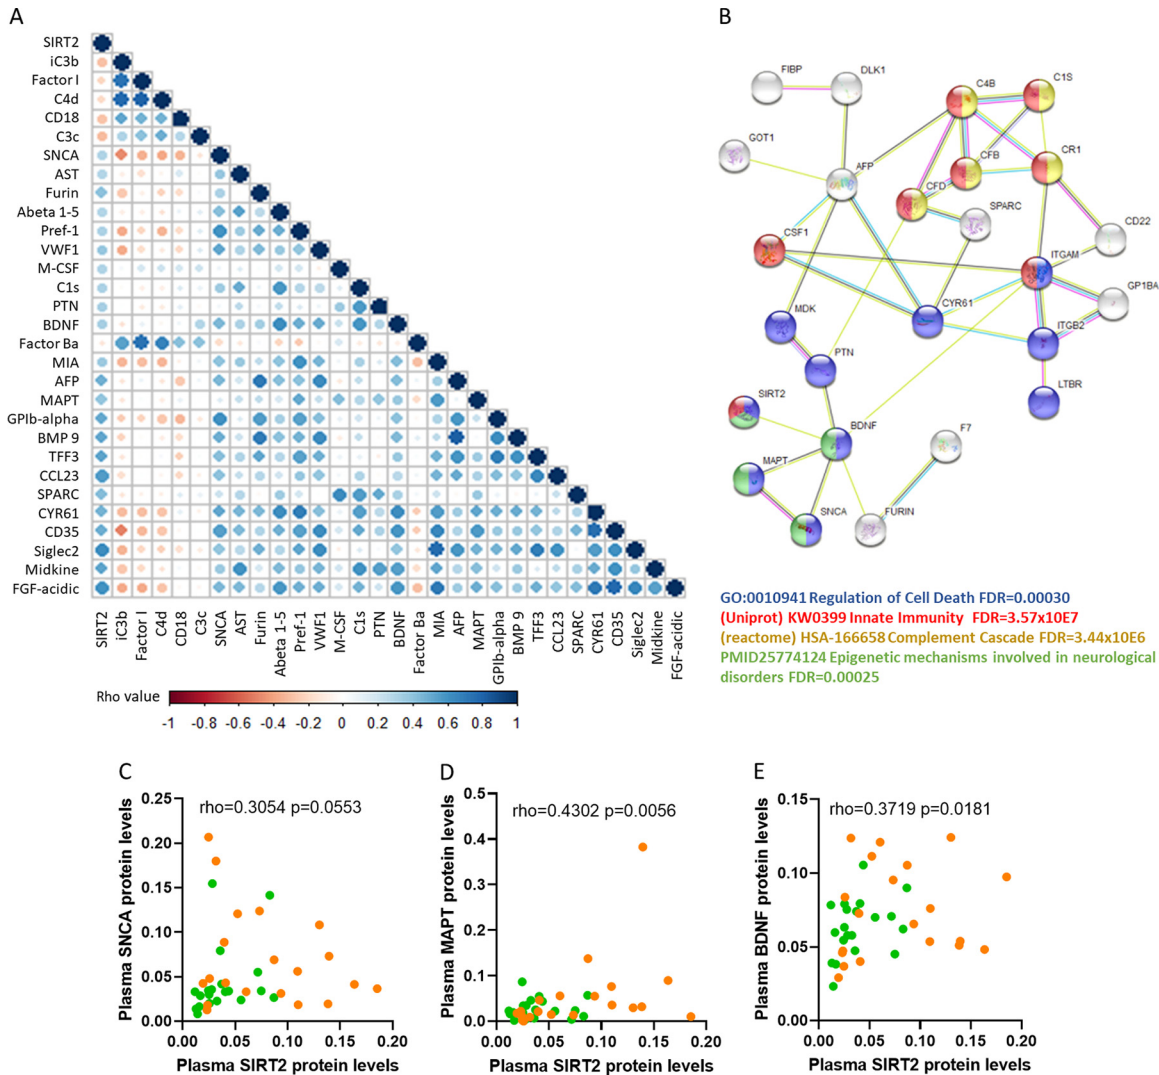 A
SIRT2
iC3b
Factor I
C4d
CD18
C3c
SNCA
AST
Furin
Abeta 1-5
Pref-1
VWF1
M-CSF
C1s
PTN
BDNF
Factor Ba
MIA
AFP
MAPT
GPIb-alpha
BMP 9
TFF3
CCL23
SPARC
CYR61
CD35
Siglec2
Midkine
FGF-acidic
SIRT2
iC3b
Factor I
C4d
CD18
C3c
SNCA
AST
Furin
Abeta 1-5
Pref-1
VWF1
M-CSF
C1s
PTN
BDNF
Factor Ba
MIA
AFP
MAPT
GPIb-alpha
BMP 9
TFF3
CCL23
SPARC
CYR61
CD35
Siglec2
Midkine
FGF-acidic
Rho value
-1 -0.8 -0.6 -0.4 -0.2 0 0.2 0.4 0.6 0.8 1
B
FIBP
DLK1
C4B
C1S
GOT1
AFP
CFB
CR1
CFD
SPARC
CSF1
CD22
ITGAM
GP1BA
MDK
CYR61
ITGB2
PTN
LTBR
SIRT2
BDNF
F7
MAPT
SNCA
FURIN
GO:0010941 Regulation of Cell Death FDR=0.00030
(Uniprot) KW0399 Innate Immunity FDR=3.57x10E7
(reactome) HSA-166658 Complement Cascade FDR=3.44x10E6
PMID25774124 Epigenetic mechanisms involved in neurological
disorders FDR=0.00025
C
rho=0.3054 p=0.0553
Plasma SNCA protein levels
0.25
0.20
0.15
0.10
0.05
0.00
0.00 0.05 0.10 0.15 0.20
Plasma SIRT2 protein levels
D
rho=0.4302 p=0.0056
Plasma MAPT protein levels
0.5
0.4
0.3
0.2
0.1
0.0
0.00 0.05 0.10 0.15 0.20
Plasma SIRT2 protein levels
E
rho=0.3719 p=0.0181
Plasma BDNF protein levels
0.15
0.10
0.05
0.00
0.00 0.05 0.10 0.15 0.20
Plasma SIRT2 protein levels